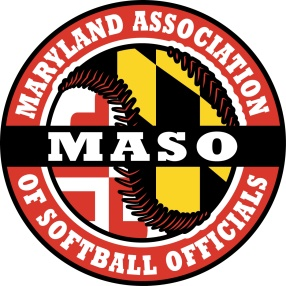 MARYLAND ASSOCIATION
MASO
OF SOFTBALL OFFICIALS